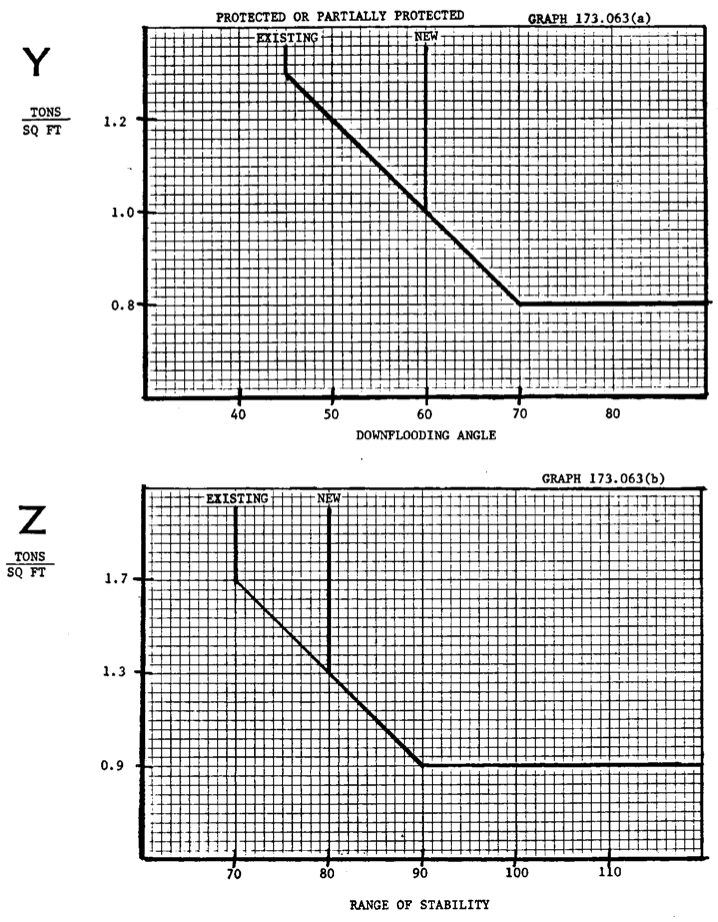 PROTECTED OR PARTIALLY PROTECTED
GRAPH 173.063(a)
EXISTING
NEW
Y
TONS
SQ FT
1.2
1.0
0.8
40
50
60
70
80
DOWNFLOODING ANGLE
GRAPH 173.063(b)
EXISTING
NEW
Z
TONS
SQ FT
1.7
1.3
0.9
70
80
90
100
110
RANGE OF STABILITY